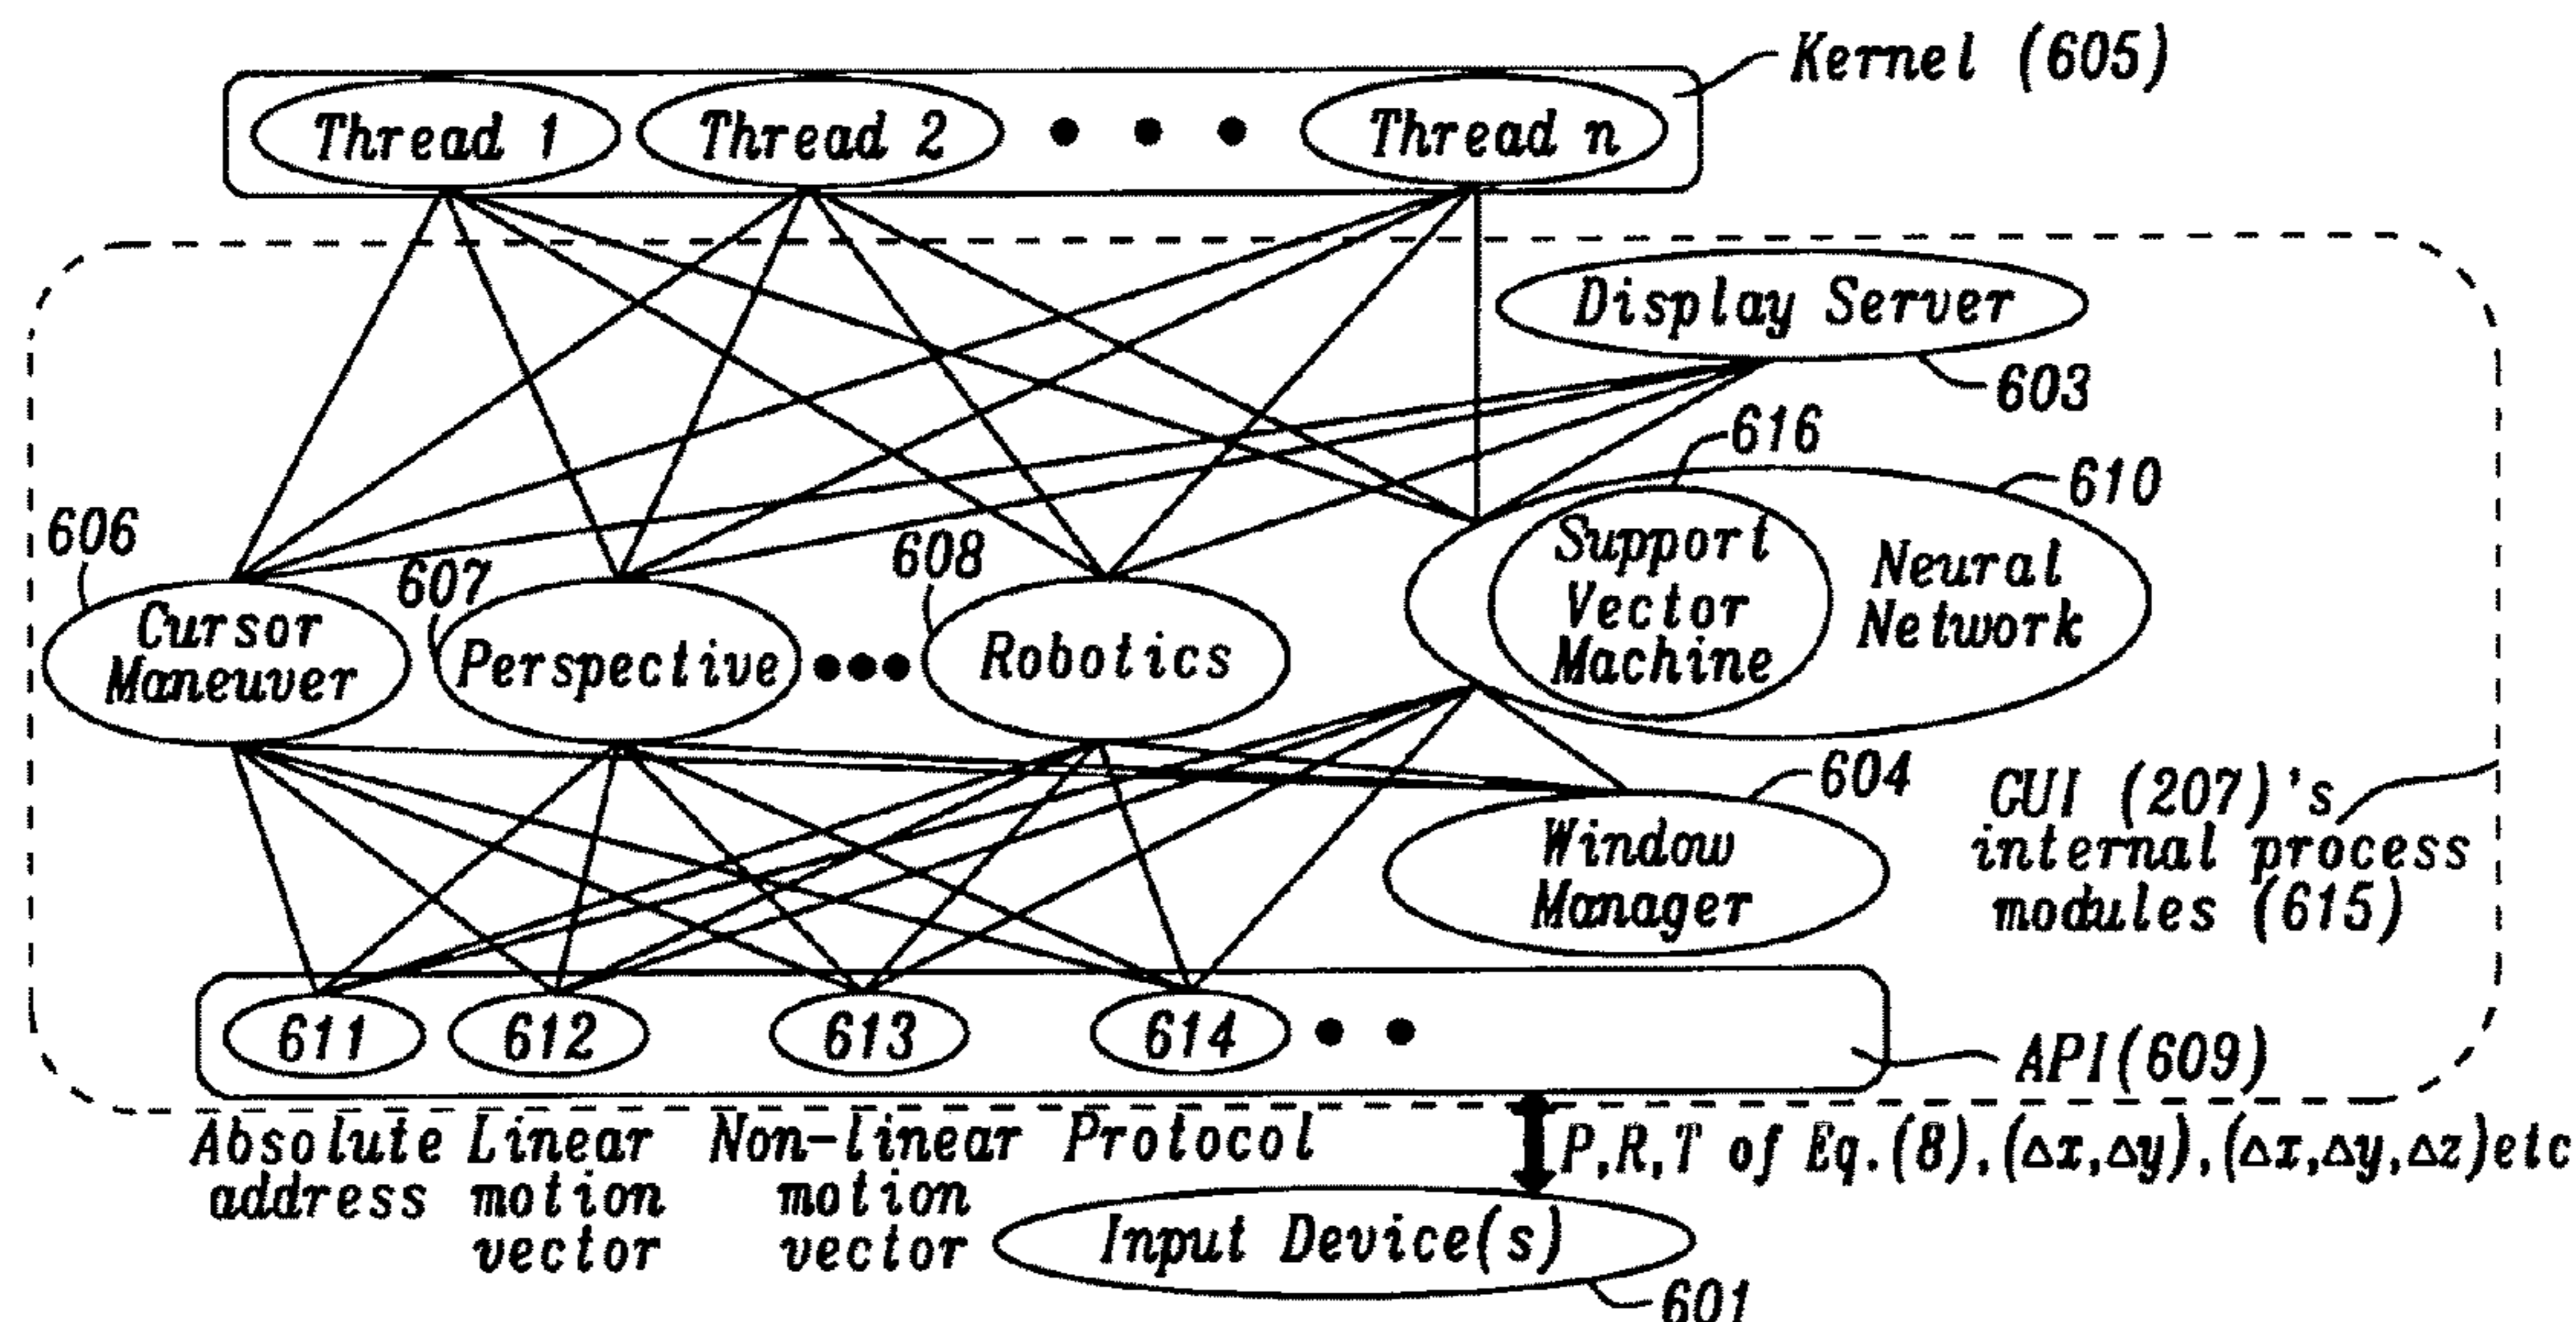 Kernel (605)
Thread 1
Thread 2
Thread n
Display Server
603
616
610
606
607
608
Support
Vector
Machine
Neural
Network
Cursor
Maneuver
Perspective
Robotics
604
Window
Manager
GUI (207)'s
internal process
modules (615)
611
612
613
614
API(609)
Absolute
address
Linear
motion
vector
Non-linear
motion
vector
Protocol
P,R,T of Eq.(8),(Δx,Δy),(Δx,Δy,Δz)etc
Input Device(s)
601